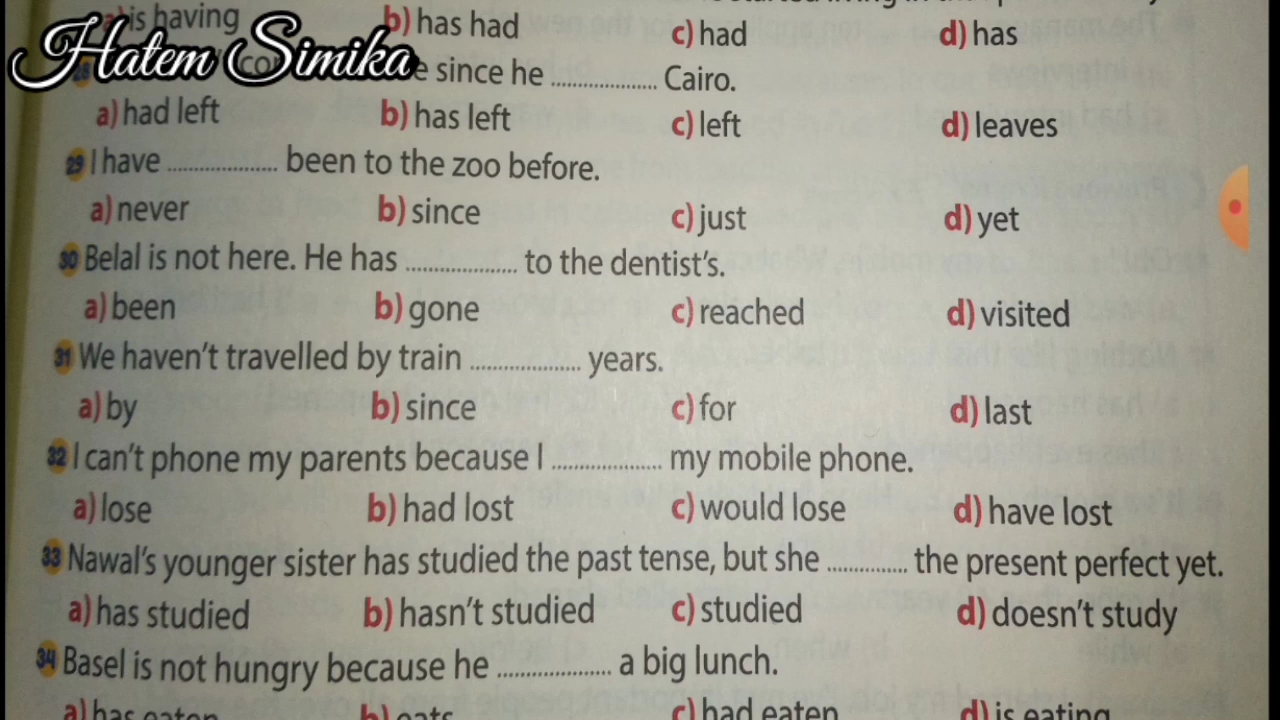 is having b) has had c) had d) has
Hatem Simika
since he .................. Cairo.
a) had left b) has left c) left d) leaves
29 I have .................. been to the zoo before.
a) never b) since c) just d) yet
30 Belal is not here. He has .................. to the dentist's.
a) been b) gone c) reached d) visited
31 We haven't travelled by train .................. years.
a) by b) since c) for d) last
32 I can't phone my parents because I .................. my mobile phone.
a) lose b) had lost c) would lose d) have lost
33 Nawal's younger sister has studied the past tense, but she .............. the present perfect yet.
a) has studied b) hasn't studied c) studied d) doesn't study
34 Basel is not hungry because he .................. a big lunch.
a) has eaten b) eats c) had eaten d) is eating